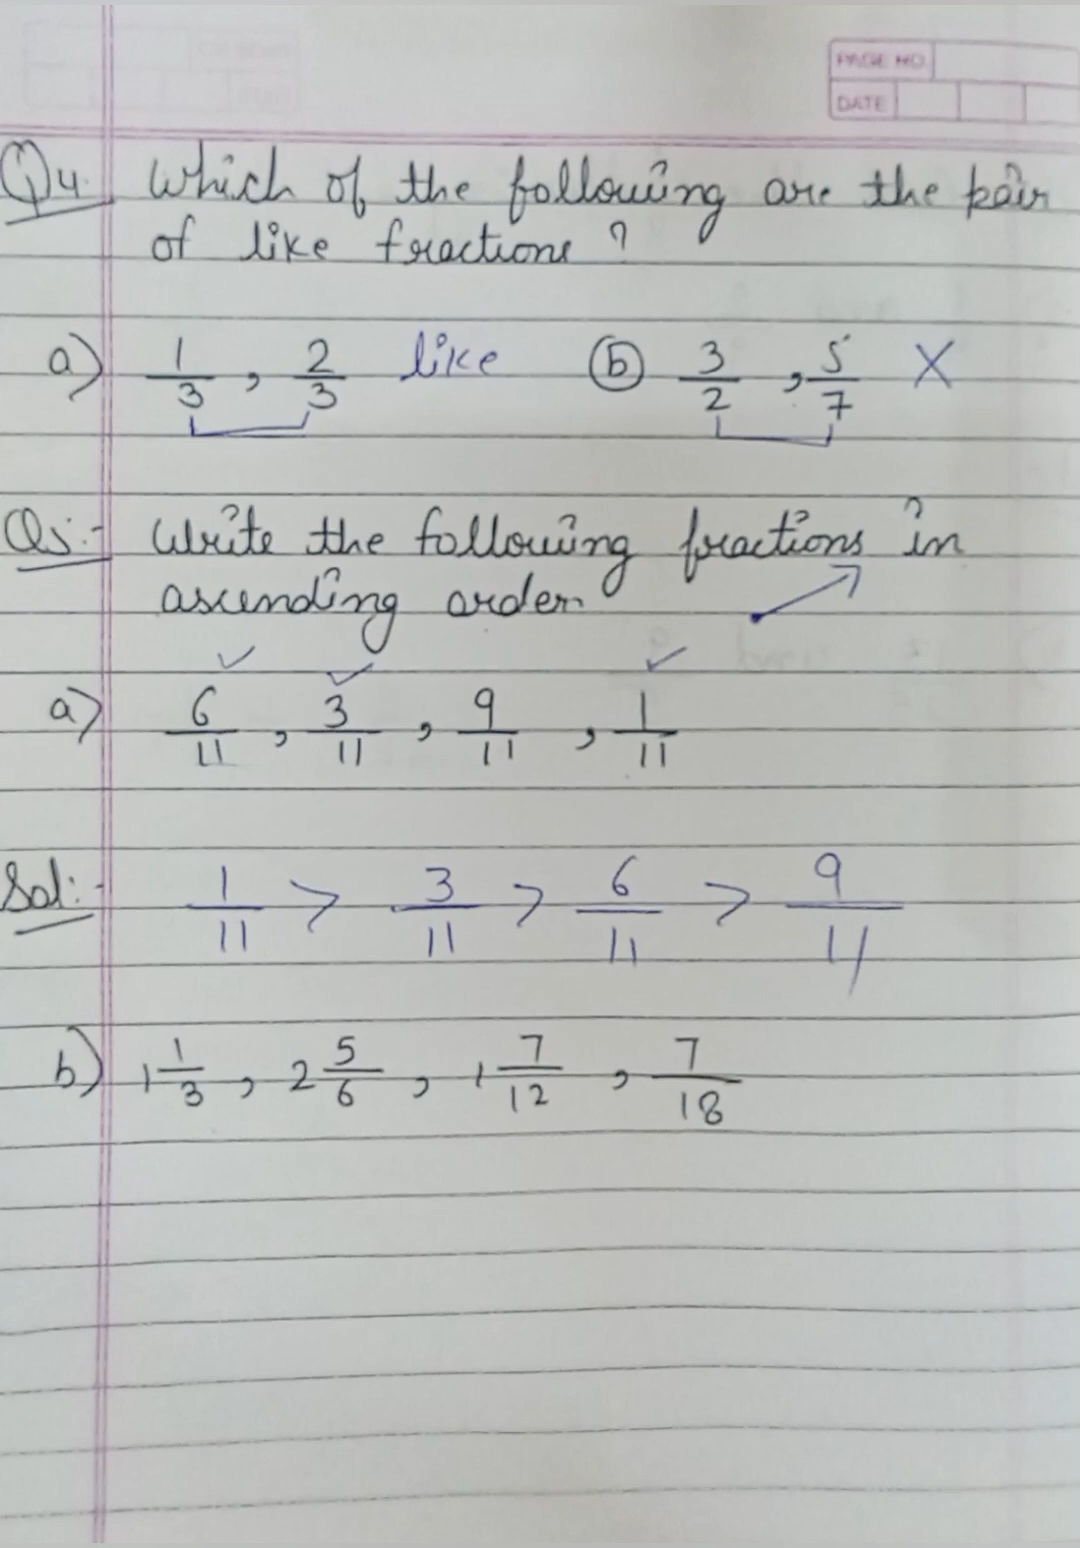 PAGE NO.
DATE
Q4. Which of the following are the pair
of like fractions ?
a) 1/3 , 2/3 like ⓑ 3/2 , 5/7 X
Q5:- Write the following fractions in
ascending order
a) 6/11 , 3/11 , 9/11 , 1/11
Sol:- 1/11 > 3/11 > 6/11 > 9/11
b) 1 1/3 , 2 5/6 , 1 7/12 , 7/18